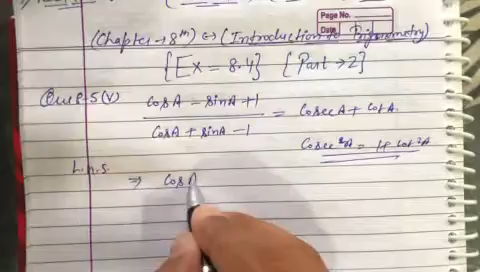 Page No.
Date
(Chapter → 8th) ↔ (Introduction to Trigonometry)
{Ex = 8.4} {Part → 2}
Que. 5(V) cosA - sinA + 1 = cosecA + cotA.
cosA + sinA - 1
Cosec²A = 1+ cot²A
L.h.s.
⇒ cosA